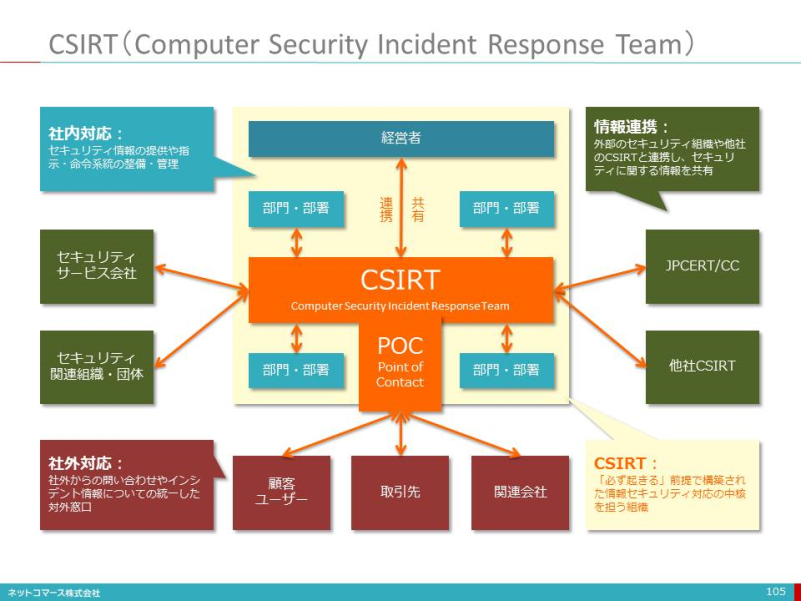 CSIRT（Computer Security Incident Response Team）
社内対応：
セキュリティ情報の提供や指
示・命令系統の整備・管理
経営者
情報連携：
外部のセキュリティ組織や他社
のCSIRTと連携し、セキュリ
ティに関する情報を共有
部門・部署
連携
共有
部門・部署
セキュリティ
サービス会社
CSIRT
Computer Security Incident Response Team
JPCERT/CC
セキュリティ
関連組織・団体
部門・部署
POC
Point of
Contact
部門・部署
他社CSIRT
社外対応：
社外からの問い合わせやインシ
デント情報についての統一した
対外窓口
顧客
ユーザー
取引先
関連会社
CSIRT：
「必ず起きる」前提で構築され
た情報セキュリティ対応の中核
を担う組織
ネットコマース株式会社
105